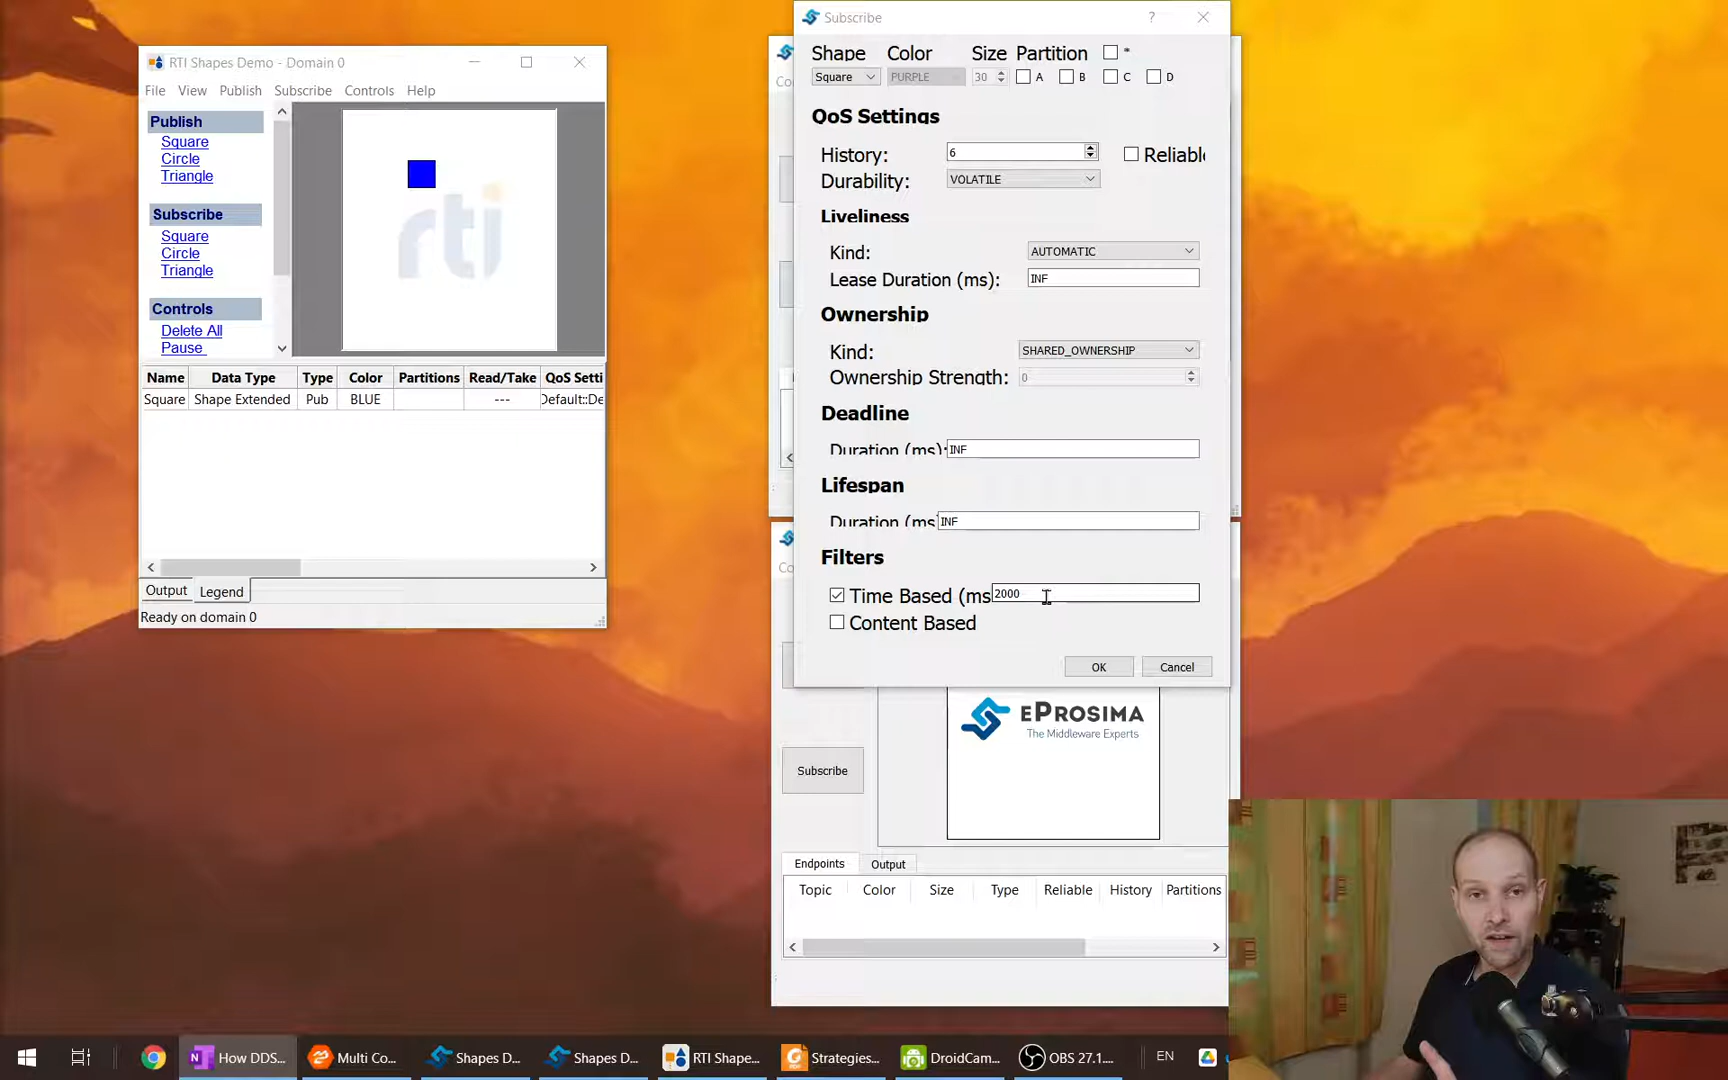 RTI Shapes Demo - Domain 0
File View Publish Subscribe Controls Help
Publish
Square
Circle
Triangle
Subscribe
Square
Circle
Triangle
Controls
Delete All
Pause
rti
Name Data Type Type Color Partitions Read/Take QoS Setti
Square Shape Extended Pub BLUE --- Default::De
Output Legend
Ready on domain 0
Subscribe
Shape Color Size Partition *
Square PURPLE 30 A B C D
QoS Settings
History: 6 Reliable
Durability: VOLATILE
Liveliness
Kind: AUTOMATIC
Lease Duration (ms): INF
Ownership
Kind: SHARED_OWNERSHIP
Ownership Strength: 0
Deadline
Duration (ms): INF
Lifespan
Duration (ms INF
Filters
Time Based (ms 2000
Content Based
OK Cancel
EPROSIMA
The Middleware Experts
Subscribe
Endpoints Output
Topic Color Size Type Reliable History Partitions
How DDS... Multi Co... Shapes D... Shapes D... RTI Shape... Strategies... DroidCam... OBS 27.1.... EN